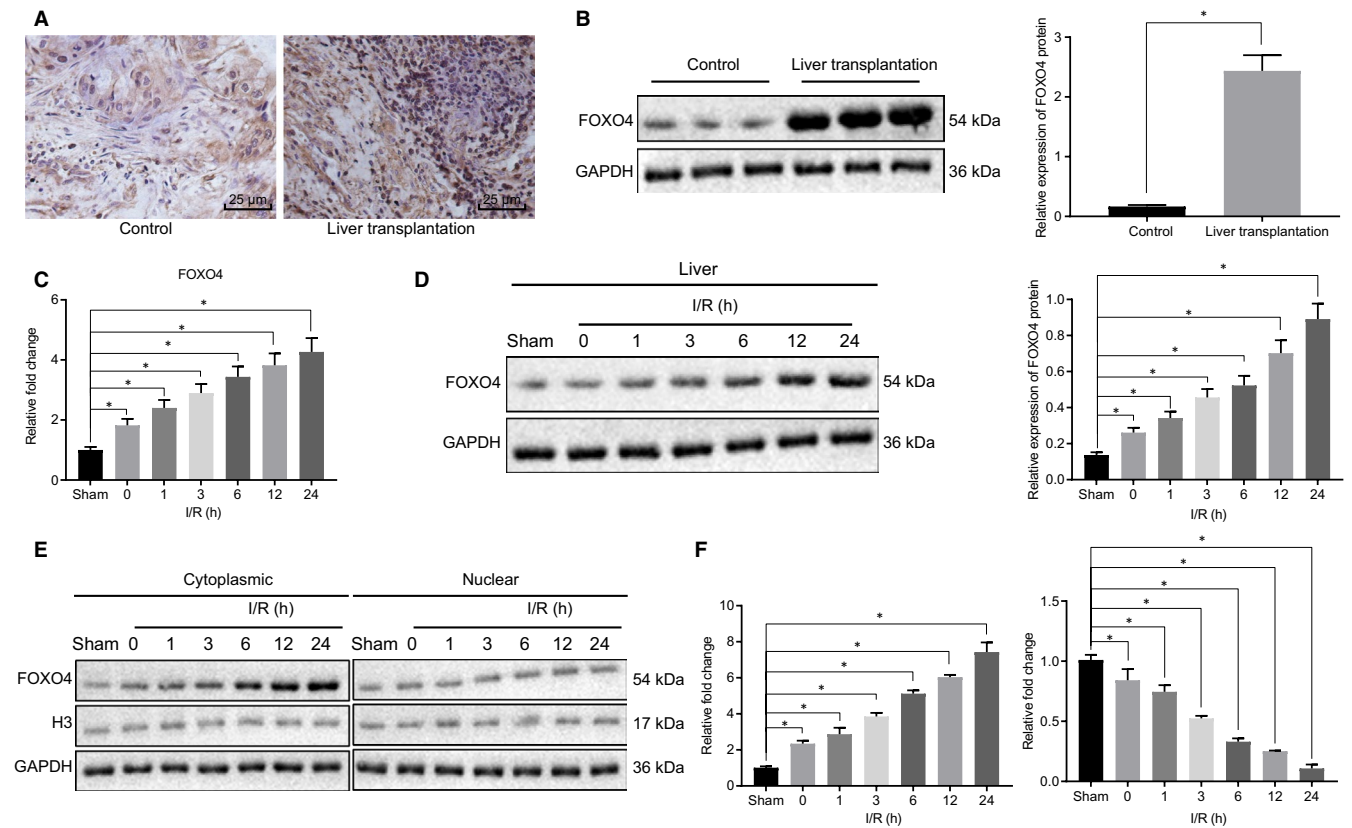 A
25 µm
25 µm
Control
Liver transplantation
B
Control
Liver transplantation
FOXO4
54 kDa
GAPDH
36 kDa
Relative expression of FOXO4 protein
3
2
1
0
*
Control
Liver transplantation
C
FOXO4
Relative fold change
6
4
2
0
*
*
*
*
*
*
Sham 0 1 3 6 12 24
I/R (h)
D
Liver
I/R (h)
Sham 0 1 3 6 12 24
FOXO4
54 kDa
GAPDH
36 kDa
Relative expression of FOXO4 protein
1.0
0.8
0.6
0.4
0.2
0.0
*
*
*
*
*
*
Sham 0 1 3 6 12 24
I/R (h)
E
Cytoplasmic
Nuclear
I/R (h)
I/R (h)
Sham 0 1 3 6 12 24
Sham 0 1 3 6 12 24
FOXO4
54 kDa
H3
17 kDa
GAPDH
36 kDa
F
Relative fold change
10
8
6
4
2
0
*
*
*
*
*
*
Sham 0 1 3 6 12 24
I/R (h)
Relative fold change
1.5
1.0
0.5
0.0
*
*
*
*
*
*
Sham 0 1 3 6 12 24
I/R (h)